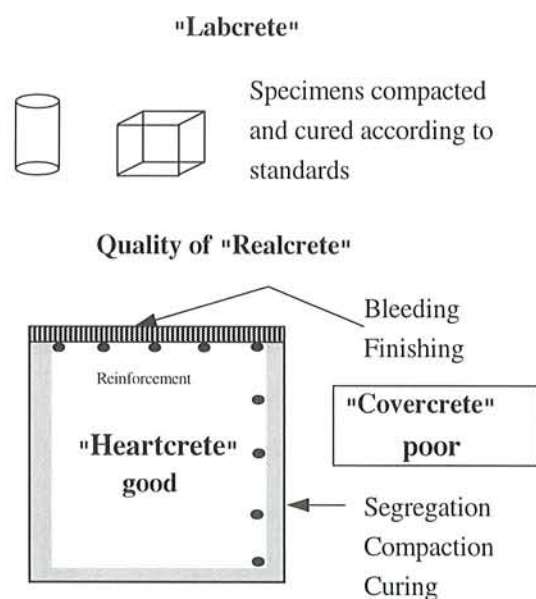 "Labcrete"
Specimens compacted
and cured according to
standards
Quality of "Realcrete"
Bleeding
Finishing
Reinforcement
"Heartcrete"
good
"Covercrete"
poor
Segregation
Compaction
Curing